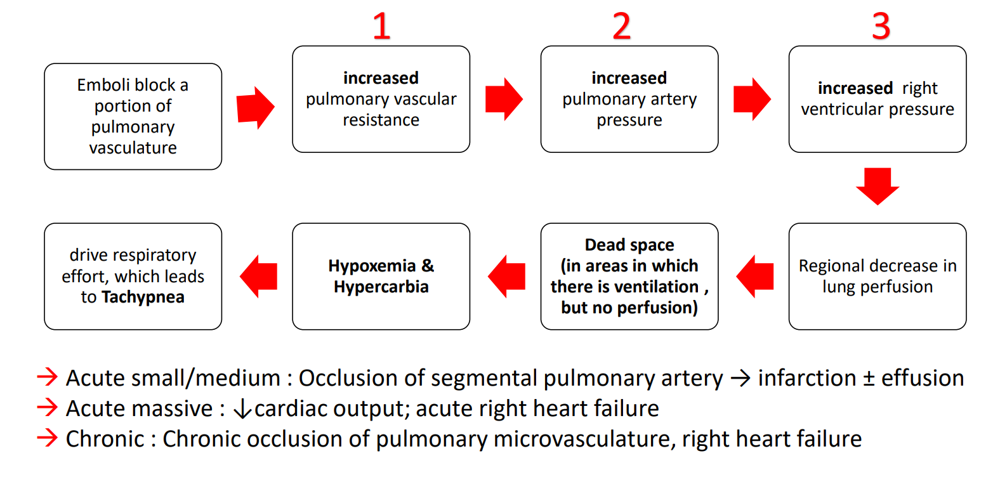 1
2
3
Emboli block a
portion of
pulmonary
vasculature
increased
pulmonary vascular
resistance
increased
pulmonary artery
pressure
increased right
ventricular pressure
Regional decrease in
lung perfusion
Dead space
(in areas in which
there is ventilation ,
but no perfusion)
Hypoxemia &
Hypercarbia
drive respiratory
effort, which leads
to Tachypnea
→ Acute small/medium : Occlusion of segmental pulmonary artery → infarction ± effusion
→ Acute massive : ↓cardiac output; acute right heart failure
→ Chronic : Chronic occlusion of pulmonary microvasculature, right heart failure